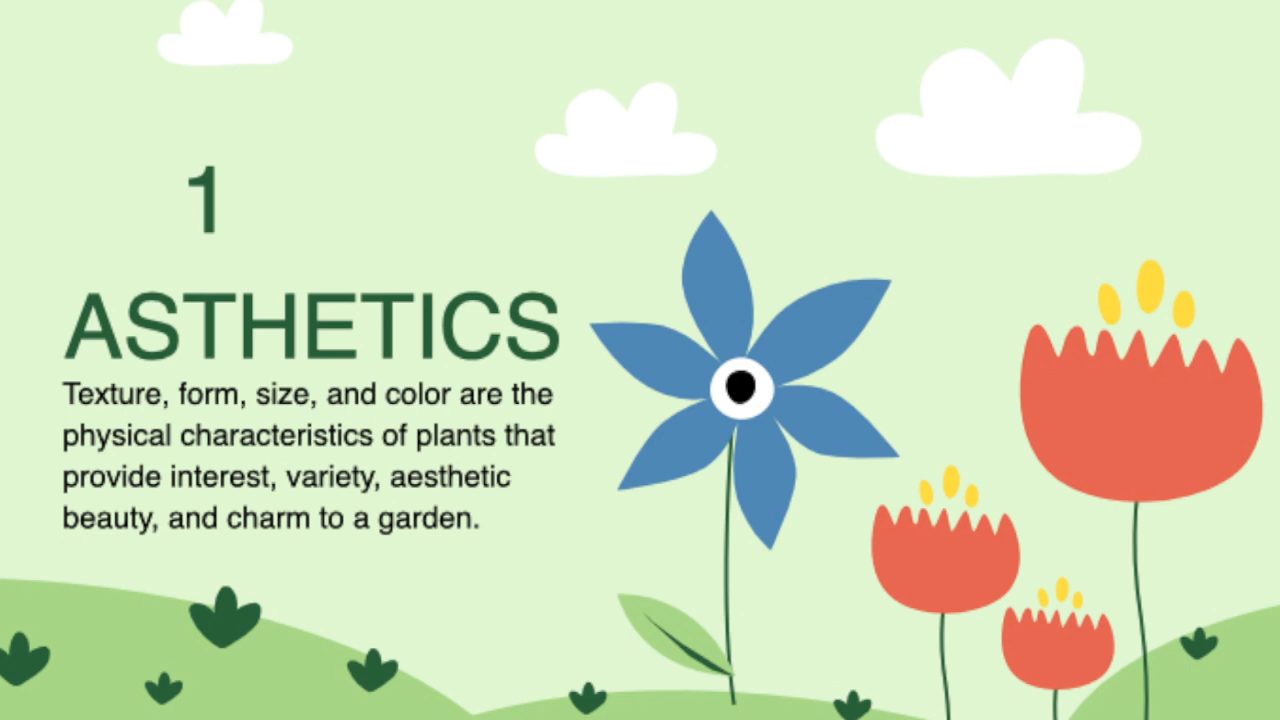 1
ASTHETICS
Texture, form, size, and color are the
physical characteristics of plants that
provide interest, variety, aesthetic
beauty, and charm to a garden.